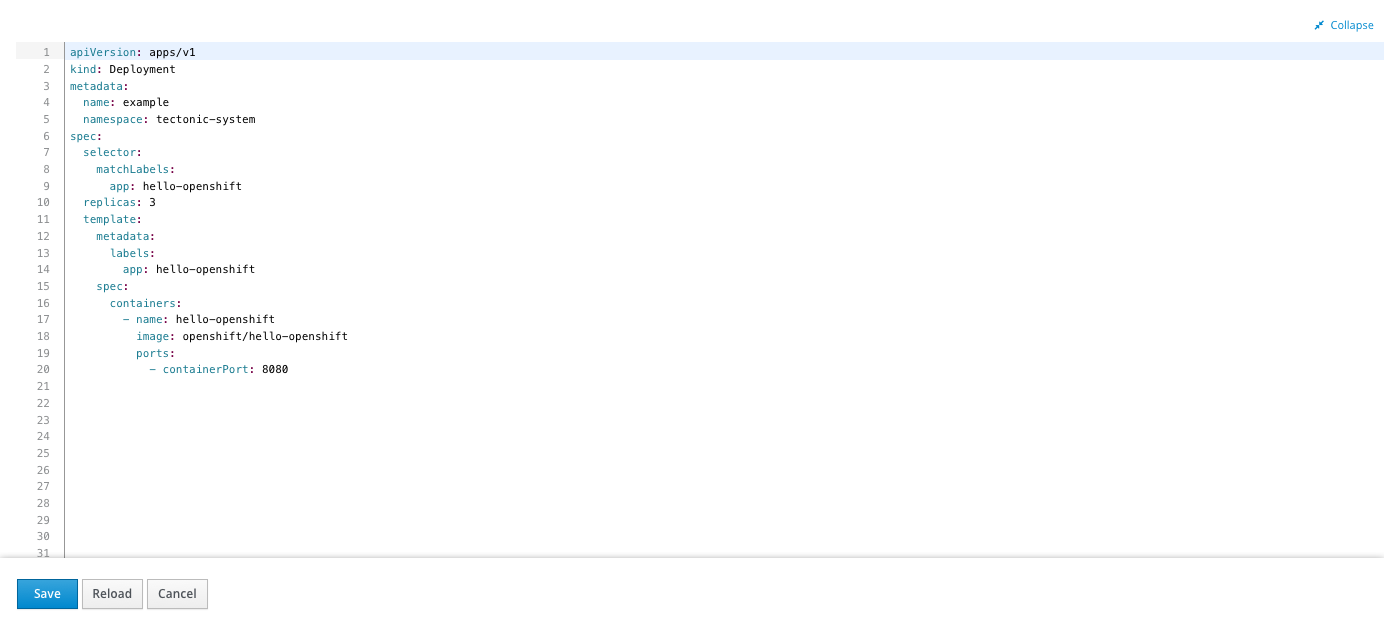 Collapse
1 apiVersion: apps/v1
2 kind: Deployment
3 metadata:
4   name: example
5   namespace: tectonic-system
6 spec:
7   selector:
8     matchLabels:
9       app: hello-openshift
10   replicas: 3
11   template:
12     metadata:
13       labels:
14         app: hello-openshift
15     spec:
16       containers:
17         - name: hello-openshift
18           image: openshift/hello-openshift
19           ports:
20             - containerPort: 8080
21
22
23
24
25
26
27
28
29
30
31
Save Reload Cancel